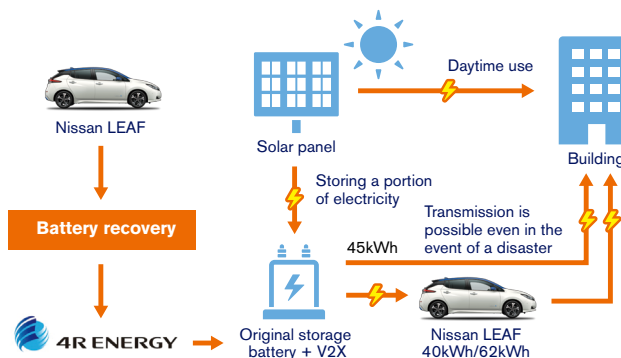 Daytime use
Nissan LEAF
Solar panel
Building
Storing a portion
of electricity
Battery recovery
Transmission is
possible even in the
event of a disaster
45kWh
4R ENERGY
Original storage
battery + V2X
Nissan LEAF
40kWh/62kWh